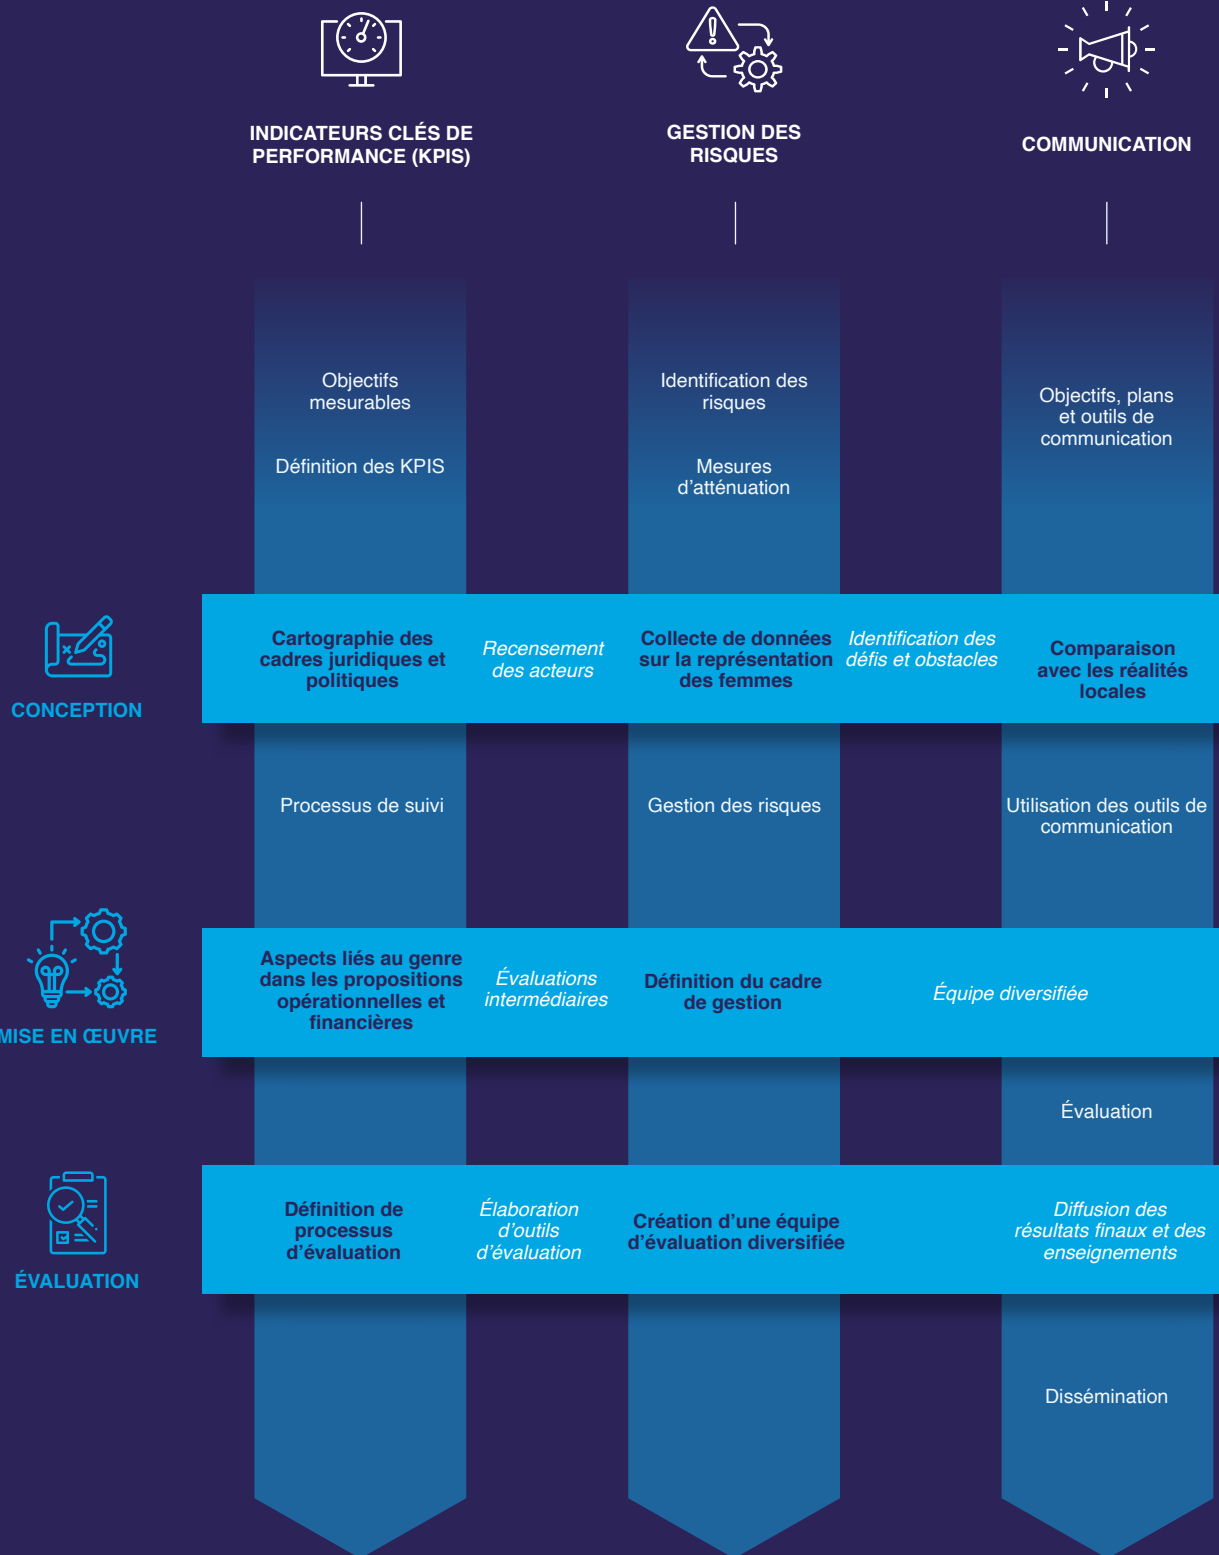 INDICATEURS CLÉS DE
PERFORMANCE (KPIS)
GESTION DES
RISQUES
COMMUNICATION
Objectifs
mesurables
Définition des KPIS
Identification des
risques
Mesures
d’atténuation
Objectifs, plans
et outils de
communication
CONCEPTION
Cartographie des
cadres juridiques et
politiques
Recensement
des acteurs
Collecte de données
sur la représentation
des femmes
Identification des
défis et obstacles
Comparaison
avec les réalités
locales
Processus de suivi
Gestion des risques
Utilisation des outils de
communication
MISE EN ŒUVRE
Aspects liés au genre
dans les propositions
opérationnelles et
financières
Évaluations
intermédiaires
Définition du cadre
de gestion
Équipe diversifiée
Évaluation
ÉVALUATION
Définition de
processus
d’évaluation
Élaboration
d’outils
d’évaluation
Création d’une équipe
d’évaluation diversifiée
Diffusion des
résultats finaux et des
enseignements
Dissémination